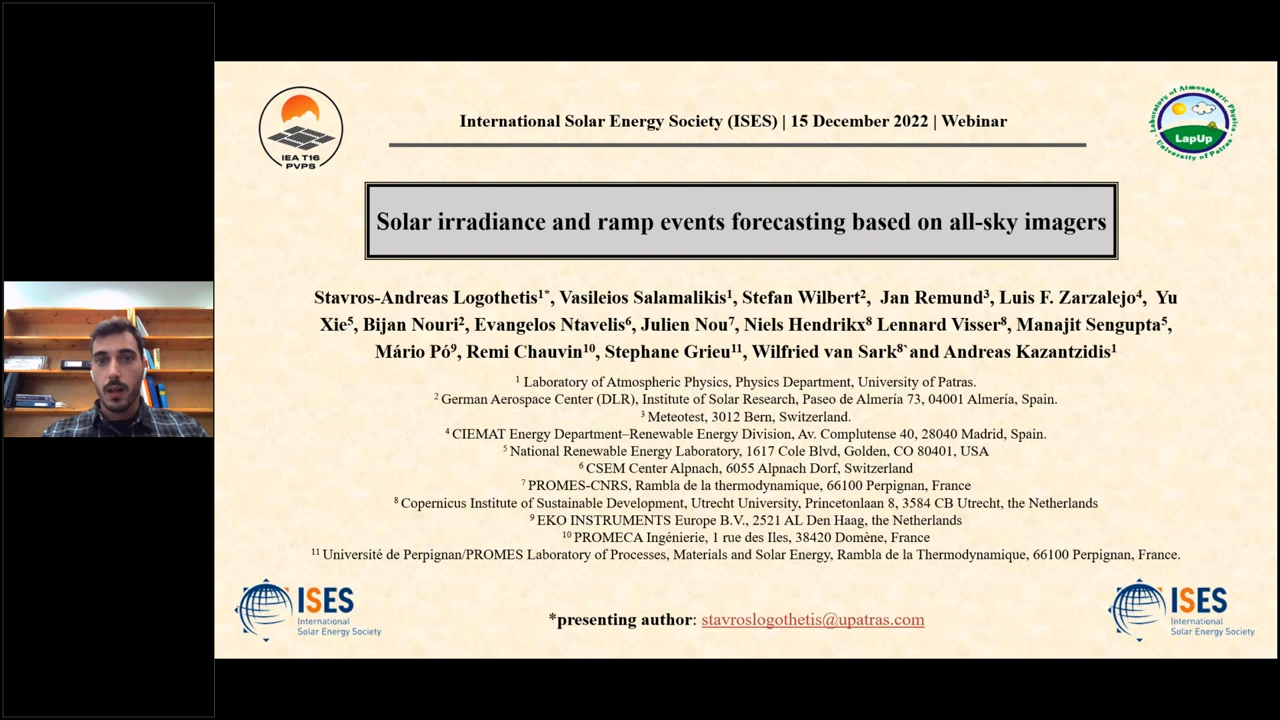 IEA T16
PVPS
International Solar Energy Society (ISES) | 15 December 2022 | Webinar
Laboratory of Atmospheric Physics
LapUp
University of Patras
Solar irradiance and ramp events forecasting based on all-sky imagers
Stavros-Andreas Logothetis1*, Vasileios Salamalikis1, Stefan Wilbert2, Jan Remund3, Luis F. Zarzalejo4, Yu
Xie5, Bijan Nouri2, Evangelos Ntavelis6, Julien Nou7, Niels Hendrikx8 Lennard Visser8, Manajit Sengupta5,
Mário Pó9, Remi Chauvin10, Stephane Grieu11, Wilfried van Sark8` and Andreas Kazantzidis1
1 Laboratory of Atmospheric Physics, Physics Department, University of Patras.
2 German Aerospace Center (DLR), Institute of Solar Research, Paseo de Almería 73, 04001 Almería, Spain.
3 Meteotest, 3012 Bern, Switzerland.
4 CIEMAT Energy Department–Renewable Energy Division, Av. Complutense 40, 28040 Madrid, Spain.
5 National Renewable Energy Laboratory, 1617 Cole Blvd, Golden, CO 80401, USA
6 CSEM Center Alpnach, 6055 Alpnach Dorf, Switzerland
7 PROMES-CNRS, Rambla de la thermodynamique, 66100 Perpignan, France
8 Copernicus Institute of Sustainable Development, Utrecht University, Princetonlaan 8, 3584 CB Utrecht, the Netherlands
9 EKO INSTRUMENTS Europe B.V., 2521 AL Den Haag, the Netherlands
10 PROMECA Ingénierie, 1 rue des Iles, 38420 Domène, France
11 Université de Perpignan/PROMES Laboratory of Processes, Materials and Solar Energy, Rambla de la Thermodynamique, 66100 Perpignan, France.
ISES
International
Solar Energy Society
*presenting author: stavroslogothetis@upatras.com
ISES
International
Solar Energy Society